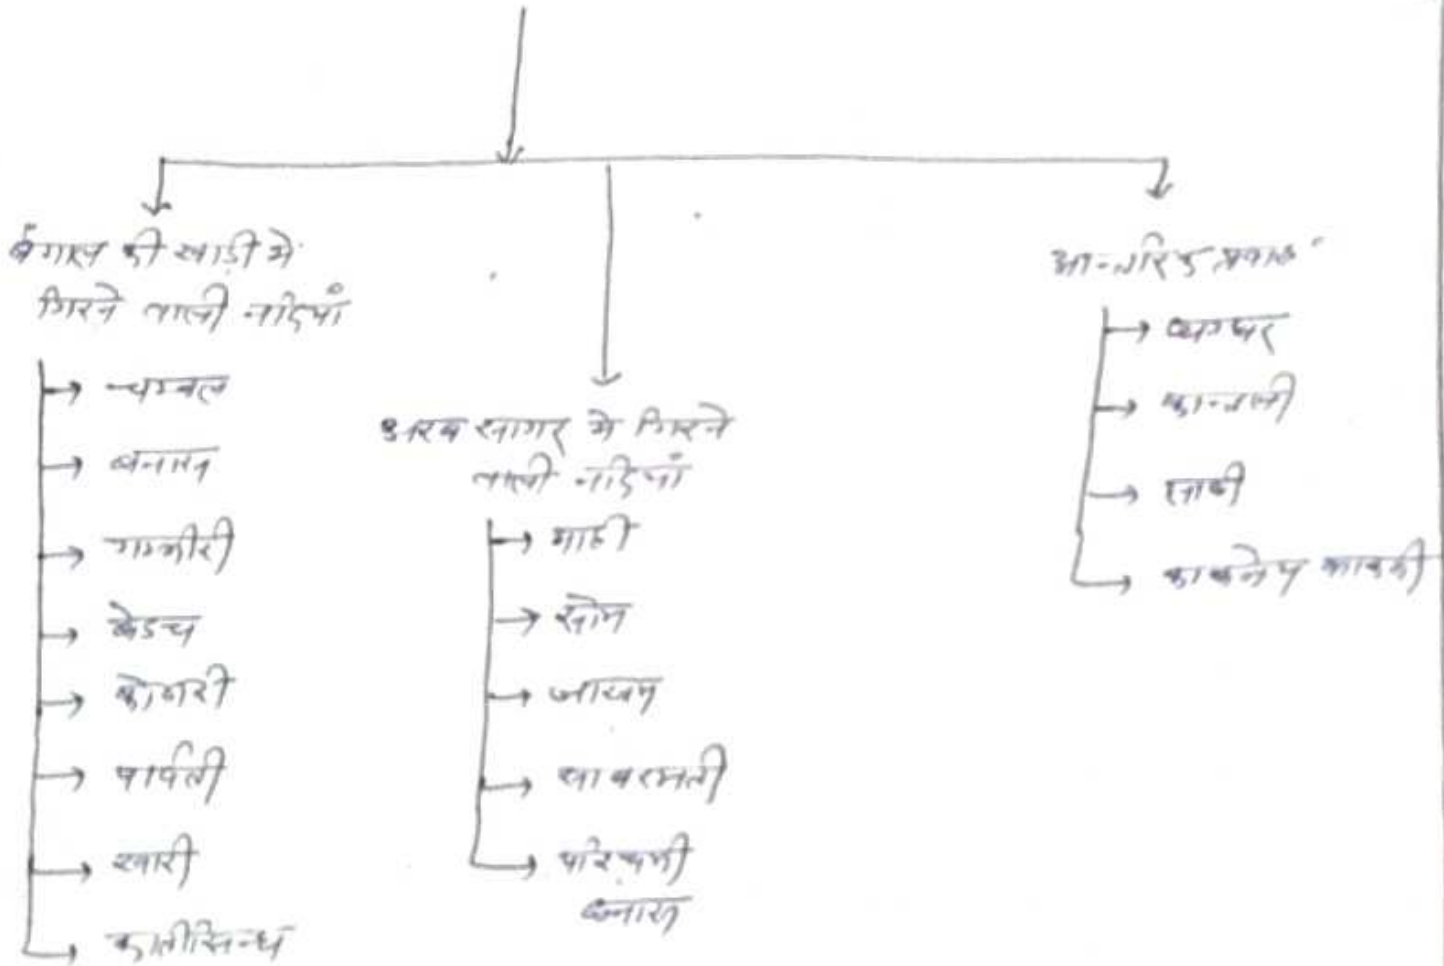 बंगाल की खाडी मे
गिरने वाली नदियाँ
चम्बल
बनास
गम्भीरी
बेडच
कोठारी
पार्वती
खारी
कालीसिन्ध
अरब सागर मे गिरने
वाली नदियाँ
माही
सोम
जाखम
साबरमती
पश्चिमी
बनास
आन्तरिक प्रवाह
घग्घर
कान्तली
साबी
काकनेय